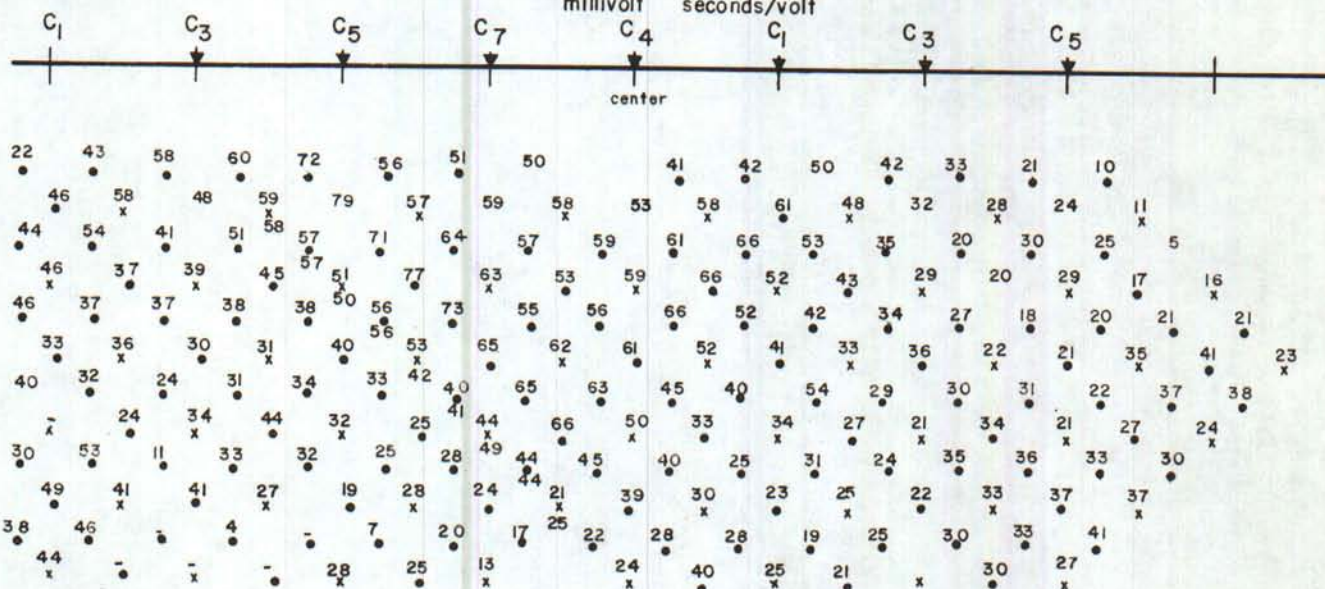 millivolt seconds/volt
C1 C3 C5 C7 C4 C1 C3 C5
center
22 43 58 60 72 56 51 50 41 42 50 42 33 21 10
46 58 48 59 79 57 59 58 53 58 61 48 32 28 24 11
58
44 54 41 51 57 71 64 57 59 61 66 53 35 20 30 25 5
57
46 37 39 45 51 77 63 53 59 66 52 43 29 20 29 17 16
50
46 37 37 38 38 56 73 55 56 66 52 42 34 27 18 20 21 21
56
33 36 30 31 40 53 65 62 61 52 41 33 36 22 21 35 41 23
42
40 32 24 31 34 33 40 65 63 45 40 54 29 30 31 22 37 38
41
- 24 34 44 32 25 44 66 50 33 34 27 21 34 21 27 24
49
30 53 11 33 32 25 28 44 45 40 25 31 24 35 36 33 30
44
49 41 41 27 19 28 24 21 39 30 23 25 22 33 37 37
25
38 46 - 4 - 7 20 17 22 28 28 19 25 30 33 41
44 - - - 28 25 13 24 40 25 21 30 27